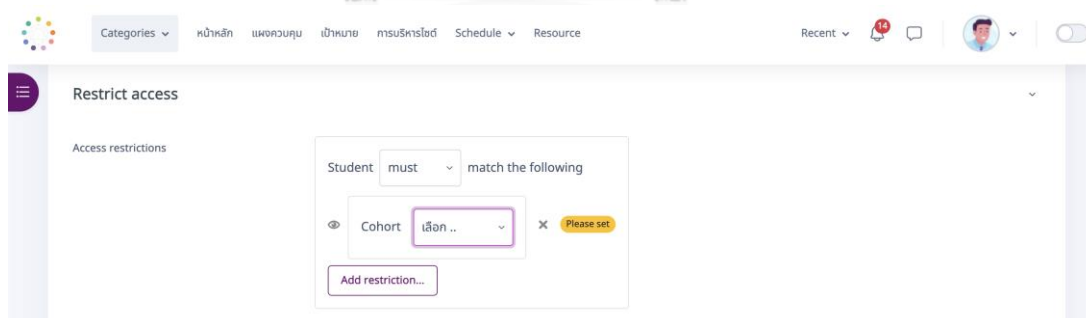 Categories หน้าหลัก แผงควบคุม เป้าหมาย การบริหารไซต์ Schedule Resource Recent 14
Restrict access
Access restrictions
Student must match the following
Cohort เลือก .. Please set
Add restriction...